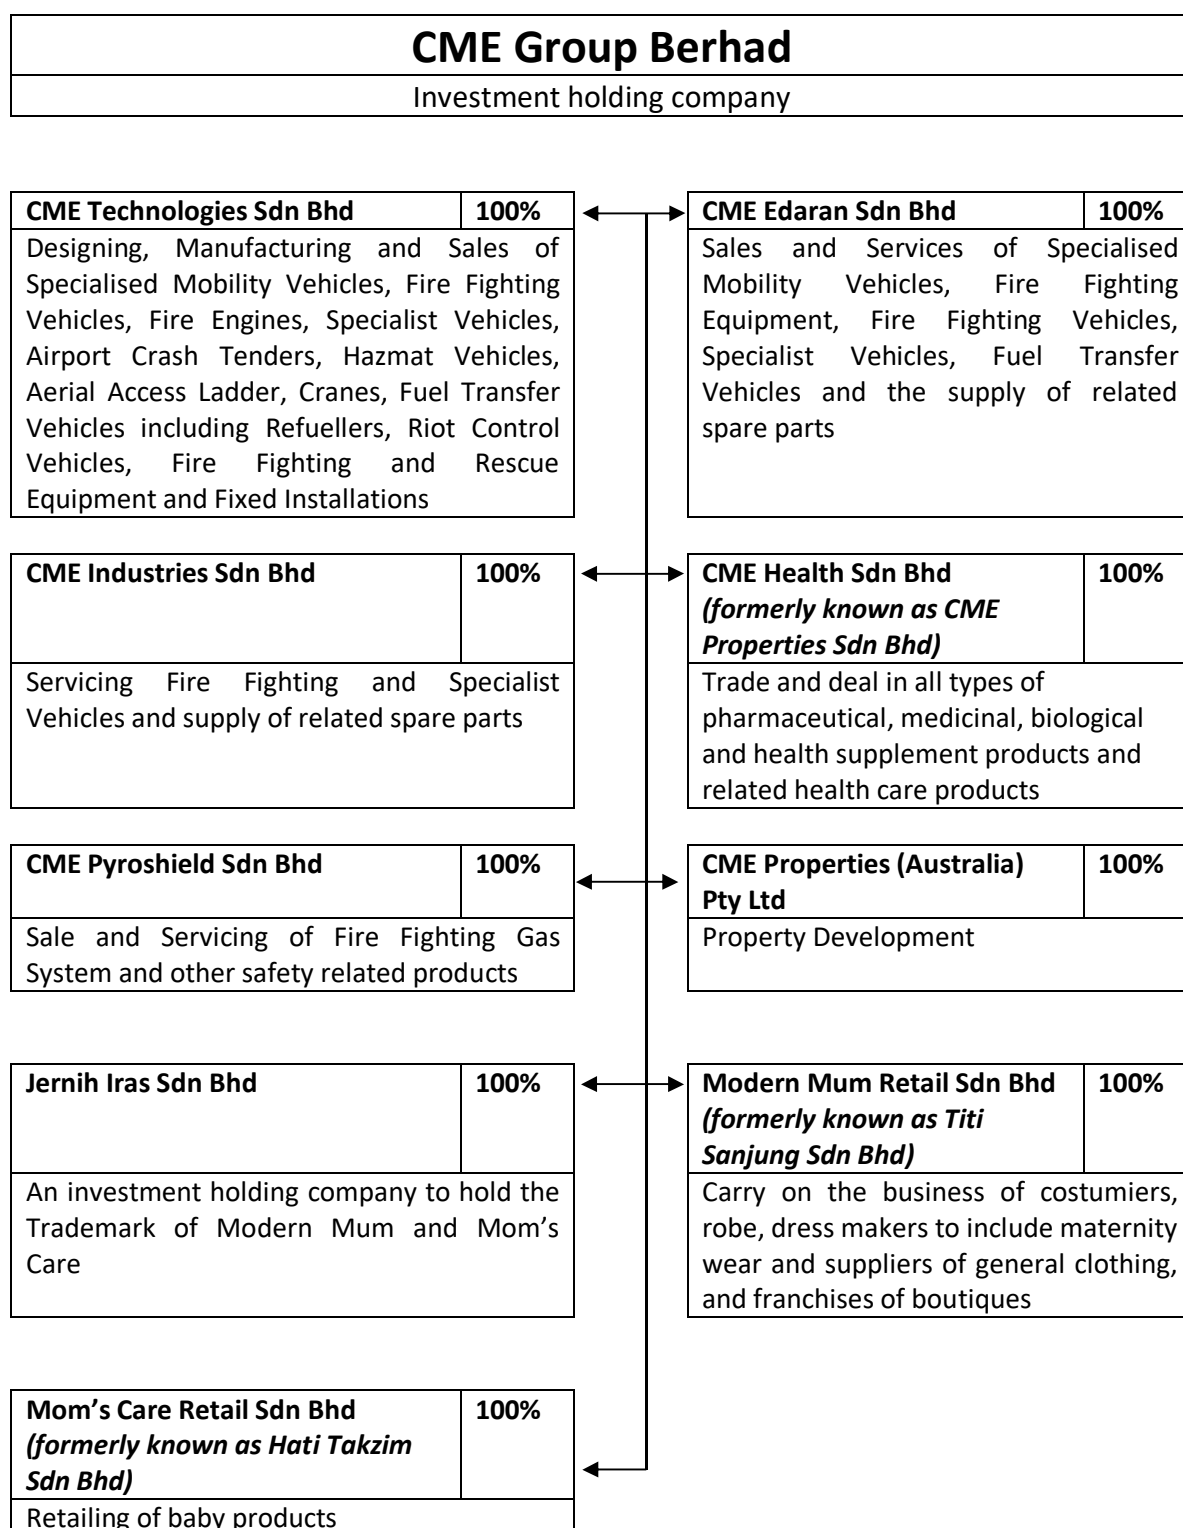 CME Group Berhad
Investment holding company
CME Technologies Sdn Bhd 100%
Designing, Manufacturing and Sales of
Specialised Mobility Vehicles, Fire Fighting
Vehicles, Fire Engines, Specialist Vehicles,
Airport Crash Tenders, Hazmat Vehicles,
Aerial Access Ladder, Cranes, Fuel Transfer
Vehicles including Refuellers, Riot Control
Vehicles, Fire Fighting and Rescue
Equipment and Fixed Installations
CME Edaran Sdn Bhd 100%
Sales and Services of Specialised
Mobility Vehicles, Fire Fighting
Equipment, Fire Fighting Vehicles,
Specialist Vehicles, Fuel Transfer
Vehicles and the supply of related
spare parts
CME Industries Sdn Bhd 100%
Servicing Fire Fighting and Specialist
Vehicles and supply of related spare parts
CME Health Sdn Bhd 100%
(formerly known as CME
Properties Sdn Bhd)
Trade and deal in all types of
pharmaceutical, medicinal, biological
and health supplement products and
related health care products
CME Pyroshield Sdn Bhd 100%
Sale and Servicing of Fire Fighting Gas
System and other safety related products
CME Properties (Australia) 100%
Pty Ltd
Property Development
Jernih Iras Sdn Bhd 100%
An investment holding company to hold the
Trademark of Modern Mum and Mom’s
Care
Modern Mum Retail Sdn Bhd 100%
(formerly known as Titi
Sanjung Sdn Bhd)
Carry on the business of costumiers,
robe, dress makers to include maternity
wear and suppliers of general clothing,
and franchises of boutiques
Mom’s Care Retail Sdn Bhd 100%
(formerly known as Hati Takzim
Sdn Bhd)
Retailing of baby products